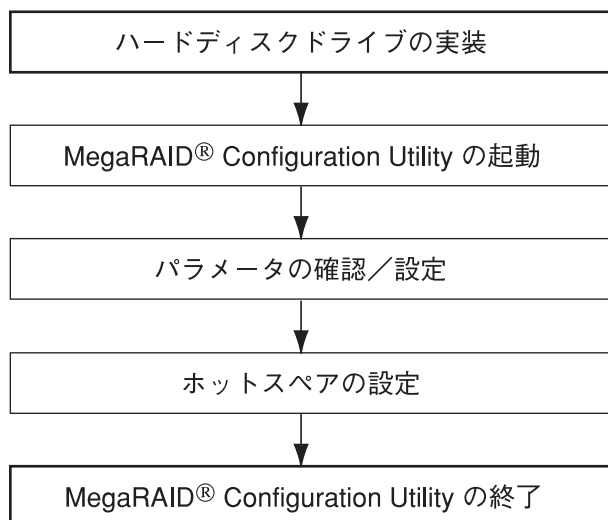 ハードディスクドライブの実装
MegaRAID® Configuration Utility の起動
パラメータの確認／設定
ホットスペアの設定
MegaRAID® Configuration Utility の終了